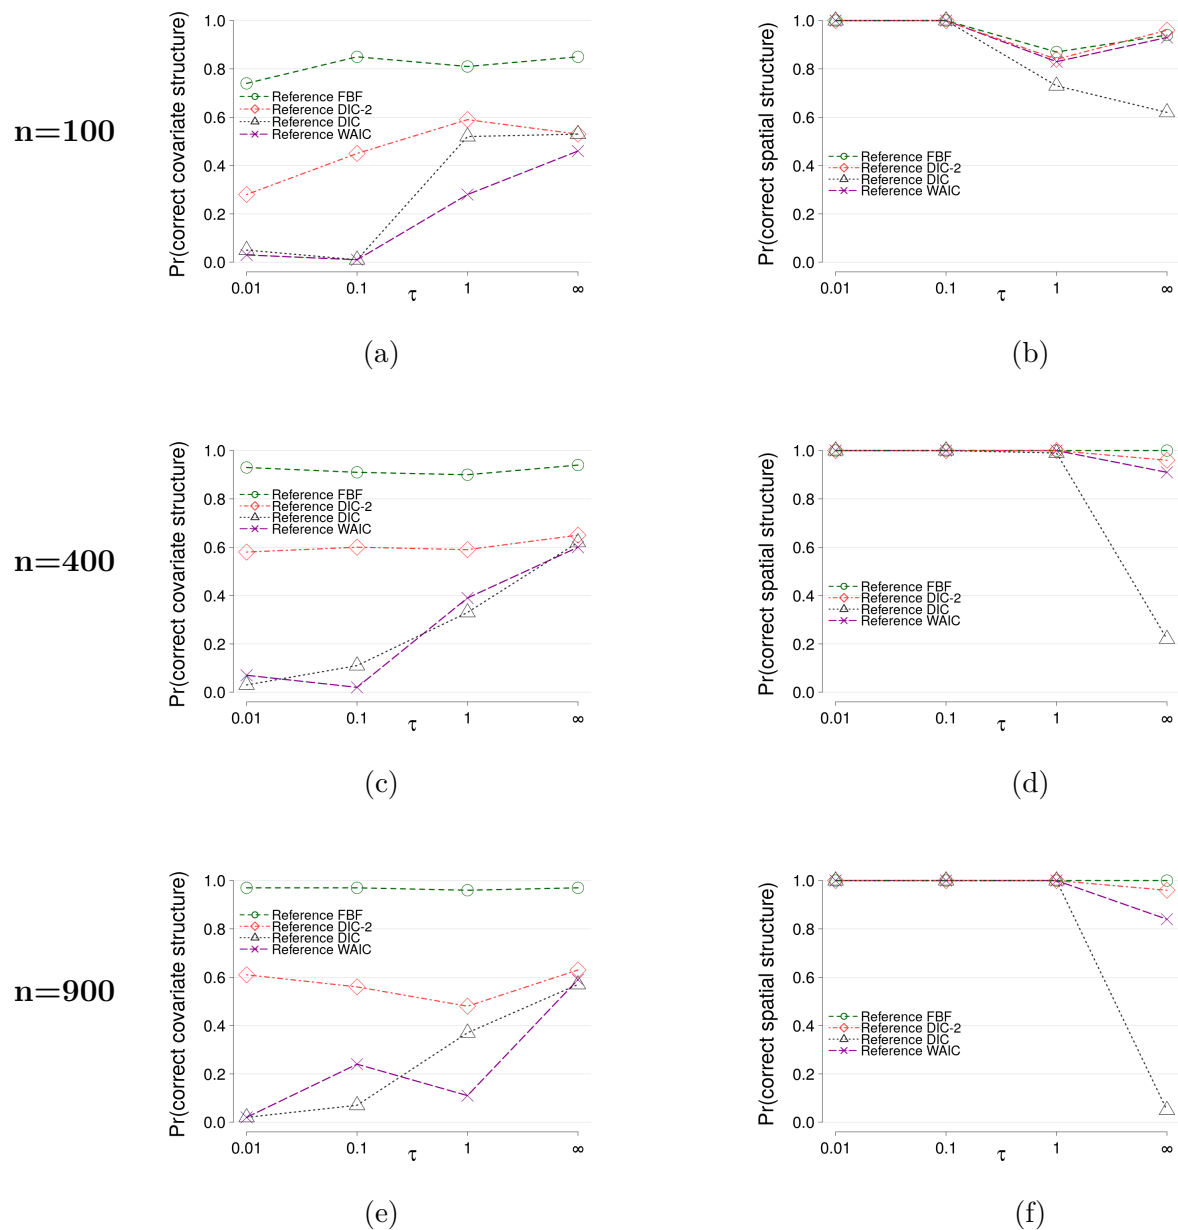 n=100
Pr(correct covariate structure)
1.0
0.8
0.6
0.4
0.2
0.0
Reference FBF
Reference DIC-2
Reference DIC
Reference WAIC
0.01 0.1 1 ∞
τ
(a)
Pr(correct spatial structure)
1.0
0.8
0.6
0.4
0.2
0.0
Reference FBF
Reference DIC-2
Reference DIC
Reference WAIC
0.01 0.1 1 ∞
τ
(b)
n=400
Pr(correct covariate structure)
1.0
0.8
0.6
0.4
0.2
0.0
Reference FBF
Reference DIC-2
Reference DIC
Reference WAIC
0.01 0.1 1 ∞
τ
(c)
Pr(correct spatial structure)
1.0
0.8
0.6
0.4
0.2
0.0
Reference FBF
Reference DIC-2
Reference DIC
Reference WAIC
0.01 0.1 1 ∞
τ
(d)
n=900
Pr(correct covariate structure)
1.0
0.8
0.6
0.4
0.2
0.0
Reference FBF
Reference DIC-2
Reference DIC
Reference WAIC
0.01 0.1 1 ∞
τ
(e)
Pr(correct spatial structure)
1.0
0.8
0.6
0.4
0.2
0.0
Reference FBF
Reference DIC-2
Reference DIC
Reference WAIC
0.01 0.1 1 ∞
τ
(f)